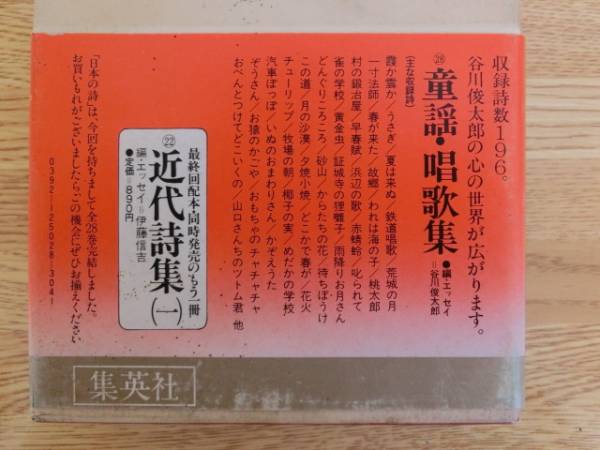 収録詩数196。
谷川俊太郎の心の世界が広がります。
㉘童謡・唱歌集●編・エッセイ=谷川俊太郎
(主な収録詩)
霞か雲か/うさぎ/夏は来ぬ/鉄道唱歌/荒城の月
一寸法師/春が来た/故郷/われは海の子/桃太郎
村の鍛冶屋/早春賦/浜辺の歌/赤蜻蛉/叱られて
雀の学校/黄金虫/証城寺の狸囃子/雨降りお月さん
どんぐりころころ/砂山/からたちの花/待ちぼうけ
この道/月の沙漠/夕焼小焼/どこかで春が/花火
チューリップ/牧場の朝/椰子の実/めだかの学校
汽車ぽっぽ/いぬのおまわりさん/かぞえうた
ぞうさん/お猿のかごや/おもちゃのチャチャチャ
おべんとつけてどこいくの/山口さんちのツトム君 他
最終回配本・同時発売のもう一冊
㉒近代詩集(一)
編・エッセイ=伊藤信吉
●定価 890円
「日本の詩」は、今回を持ちまして全28巻完結しました。
お買いもれがございましたらこの機会にぜひお揃えください
0392-125028-3041
集英社